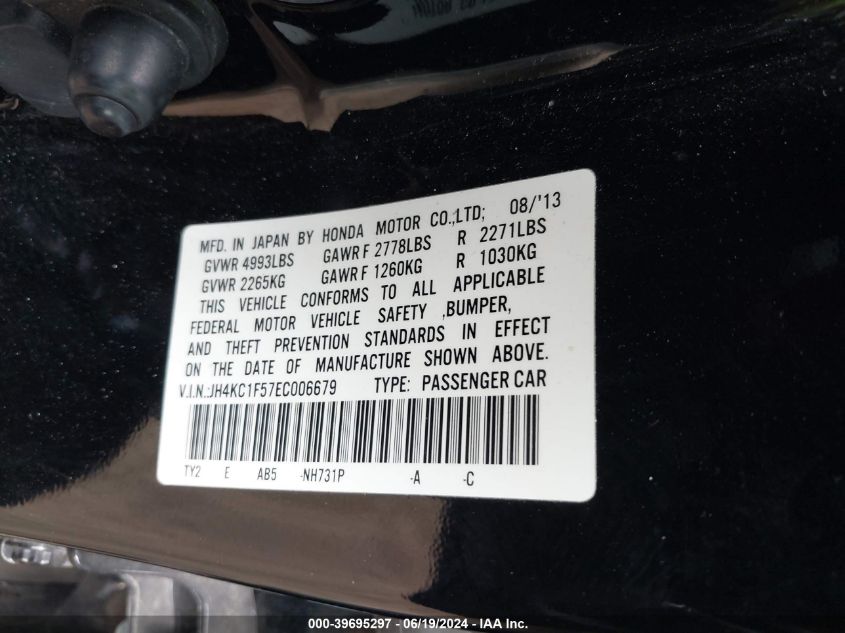 MFD. IN JAPAN BY HONDA MOTOR CO.,LTD; 08/'13
GVWR 4993LBS GAWR F 2778LBS R 2271LBS
GVWR 2265KG GAWR F 1260KG R 1030KG
THIS VEHICLE CONFORMS TO ALL APPLICABLE
FEDERAL MOTOR VEHICLE SAFETY ,BUMPER,
AND THEFT PREVENTION STANDARDS IN EFFECT
ON THE DATE OF MANUFACTURE SHOWN ABOVE.
V.I.N.:JH4KC1F57EC006679 TYPE: PASSENGER CAR
TY2 E AB5 -NH731P -A -C
000-39695297 - 06/19/2024 - IAA Inc.